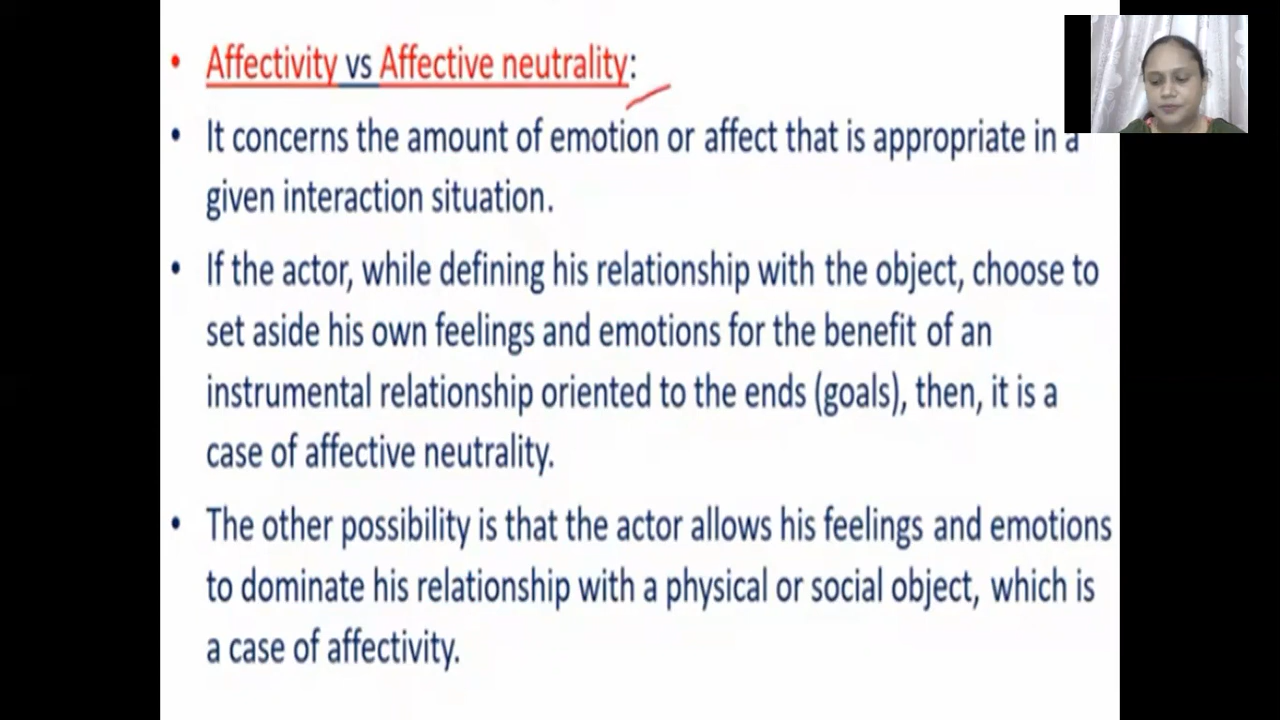 • Affectivity vs Affective neutrality:
• It concerns the amount of emotion or affect that is appropriate in a
given interaction situation.
• If the actor, while defining his relationship with the object, choose to
set aside his own feelings and emotions for the benefit of an
instrumental relationship oriented to the ends (goals), then, it is a
case of affective neutrality.
• The other possibility is that the actor allows his feelings and emotions
to dominate his relationship with a physical or social object, which is
a case of affectivity.